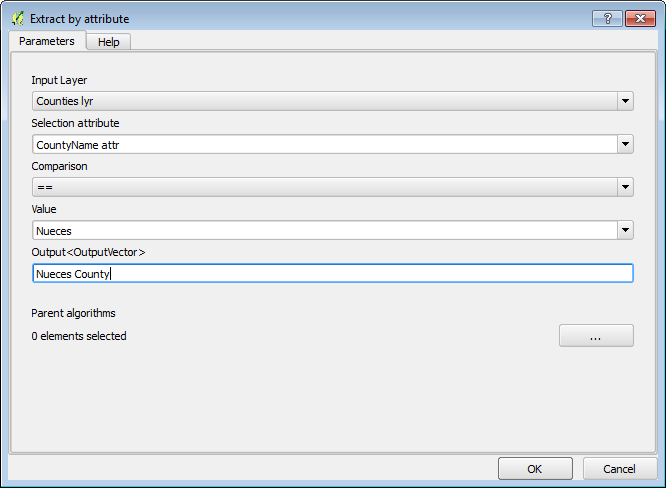 Extract by attribute
Parameters
Help
Input Layer
Counties lyr
Selection attribute
CountyName attr
Comparison
==
Value
Nueces
Output<OutputVector>
Nueces County
Parent algorithms
0 elements selected
...
OK
Cancel